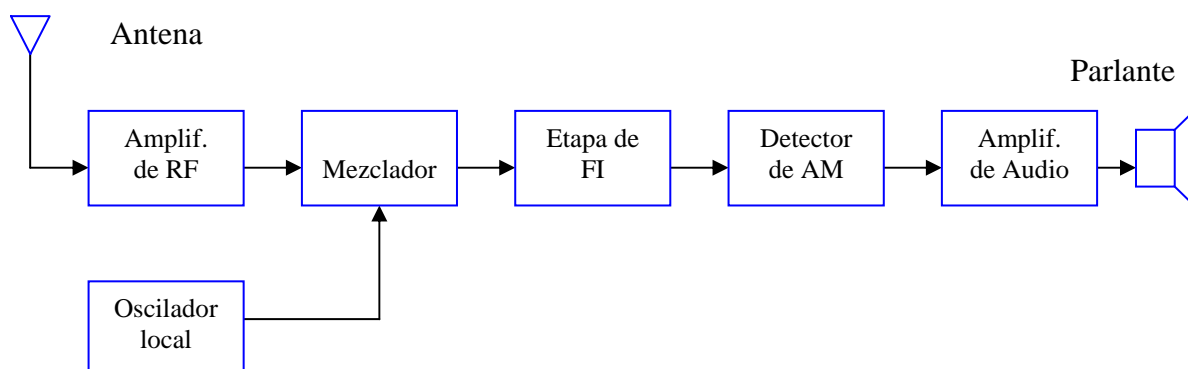 Antena
Parlante
Amplif.
de RF
Mezclador
Etapa de
FI
Detector
de AM
Amplif.
de Audio
Oscilador
local